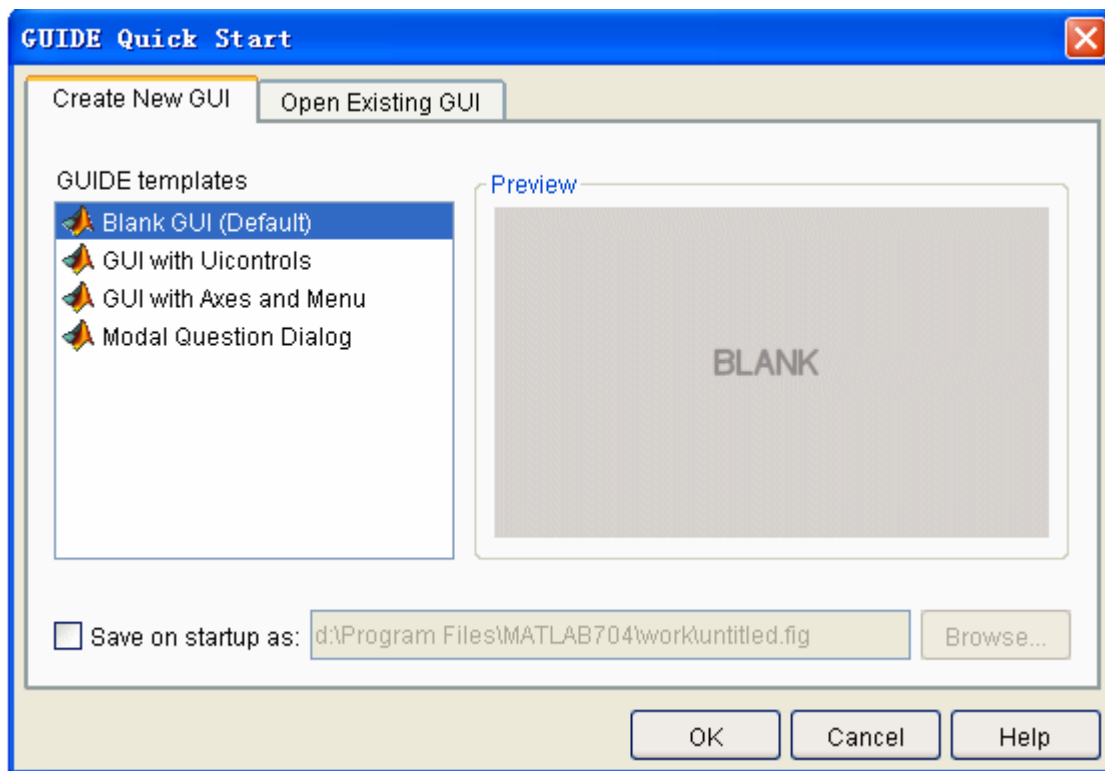 GUIDE Quick Start
Create New GUI
Open Existing GUI
GUIDE templates
Blank GUI (Default)
GUI with Uicontrols
GUI with Axes and Menu
Modal Question Dialog
Preview
BLANK
Save on startup as:
d:\Program Files\MATLAB704\work\untitled.fig
Browse...
OK
Cancel
Help